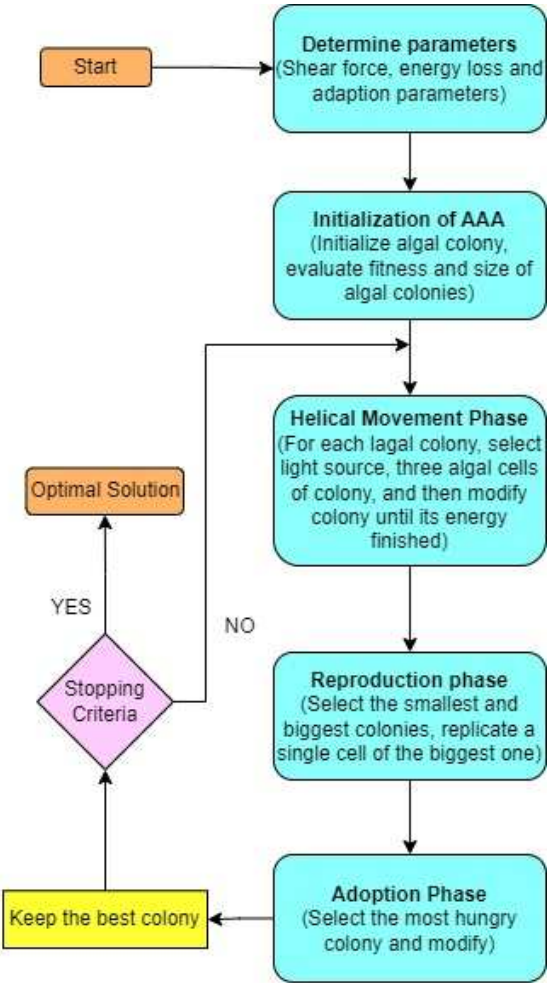 Start
Determine parameters
(Shear force, energy loss and
adaption parameters)
Initialization of AAA
(Initialize algal colony,
evaluate fitness and size of
algal colonies)
Helical Movement Phase
(For each lagal colony, select
light source, three algal cells
of colony, and then modify
colony until its energy
finished)
Reproduction phase
(Select the smallest and
biggest colonies, replicate a
single cell of the biggest one)
Adoption Phase
(Select the most hungry
colony and modify)
Keep the best colony
Stopping
Criteria
YES
NO
Optimal Solution